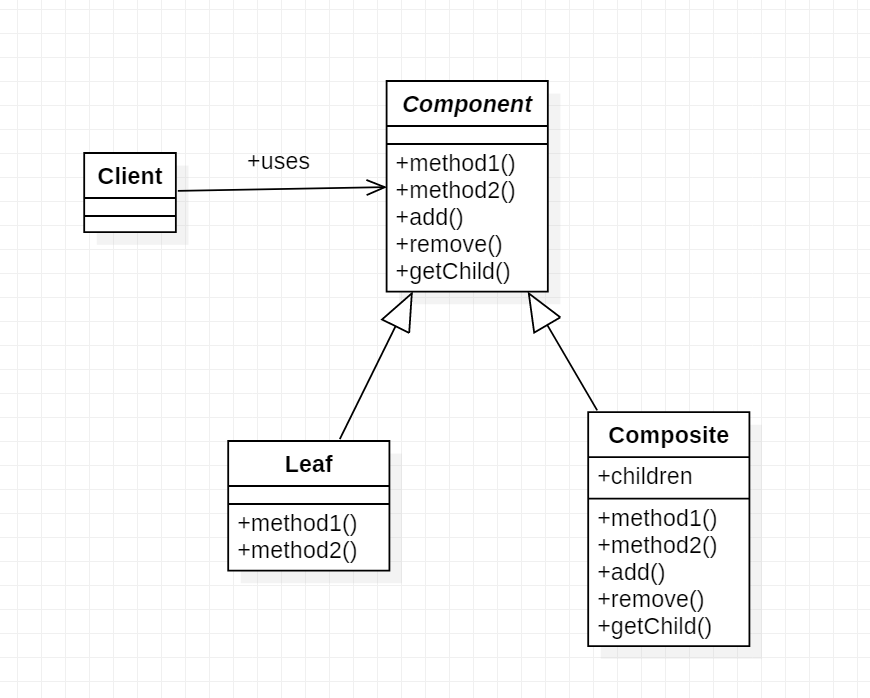 Component
+method1()
+method2()
+add()
+remove()
+getChild()
+uses
Client
Leaf
+method1()
+method2()
Composite
+children
+method1()
+method2()
+add()
+remove()
+getChild()